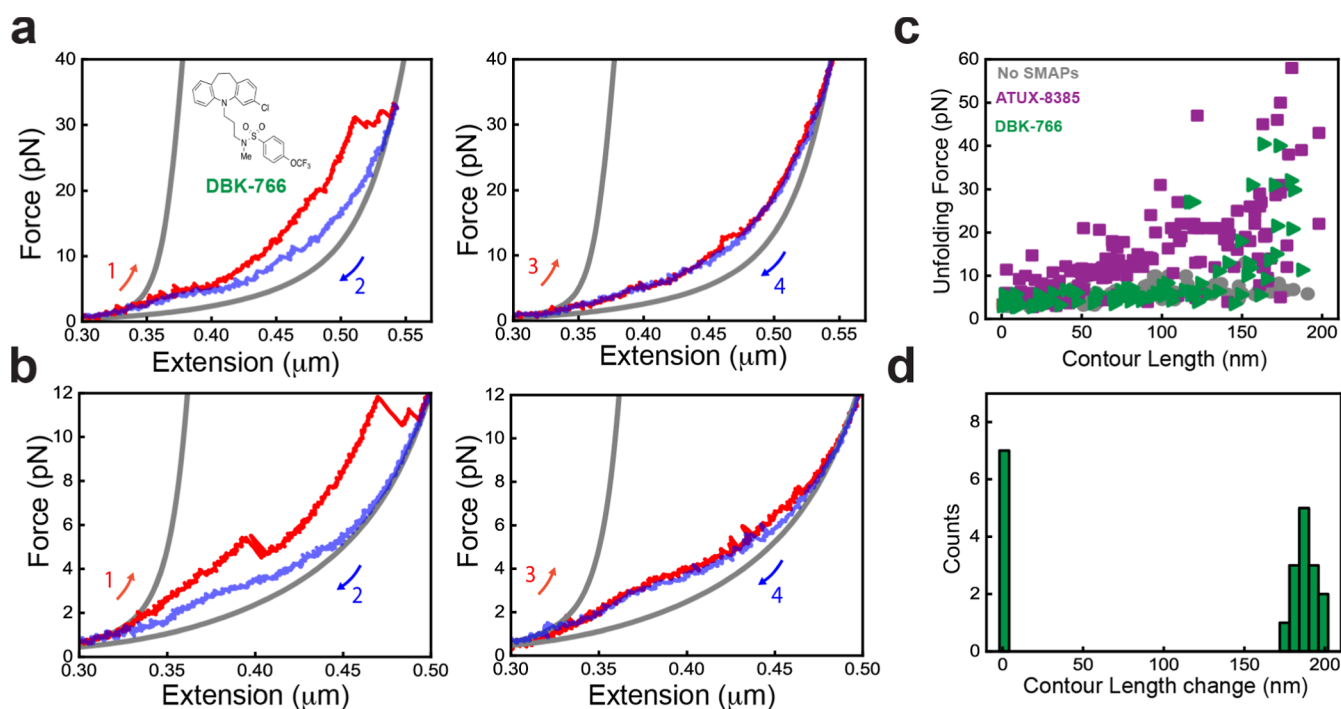 a
40
30
20
10
0
Force (pN)
0.30 0.35 0.40 0.45 0.50 0.55
Extension (μm)
N
Cl
O O
N S
Me
OCF3
DBK-766
1
2
40
30
20
10
0
Force (pN)
0.30 0.35 0.40 0.45 0.50 0.55
Extension (μm)
3
4
b
12
10
8
6
4
2
0
Force (pN)
0.30 0.35 0.40 0.45 0.50
Extension (μm)
1
2
12
10
8
6
4
2
0
Force (pN)
0.30 0.35 0.40 0.45 0.50
Extension (μm)
3
4
c
60
50
40
30
20
10
0
Unfolding Force (pN)
No SMAPs
ATUX-8385
DBK-766
0 50 100 150 200
Contour Length (nm)
d
8
6
4
2
0
Counts
0 50 100 150 200
Contour Length change (nm)